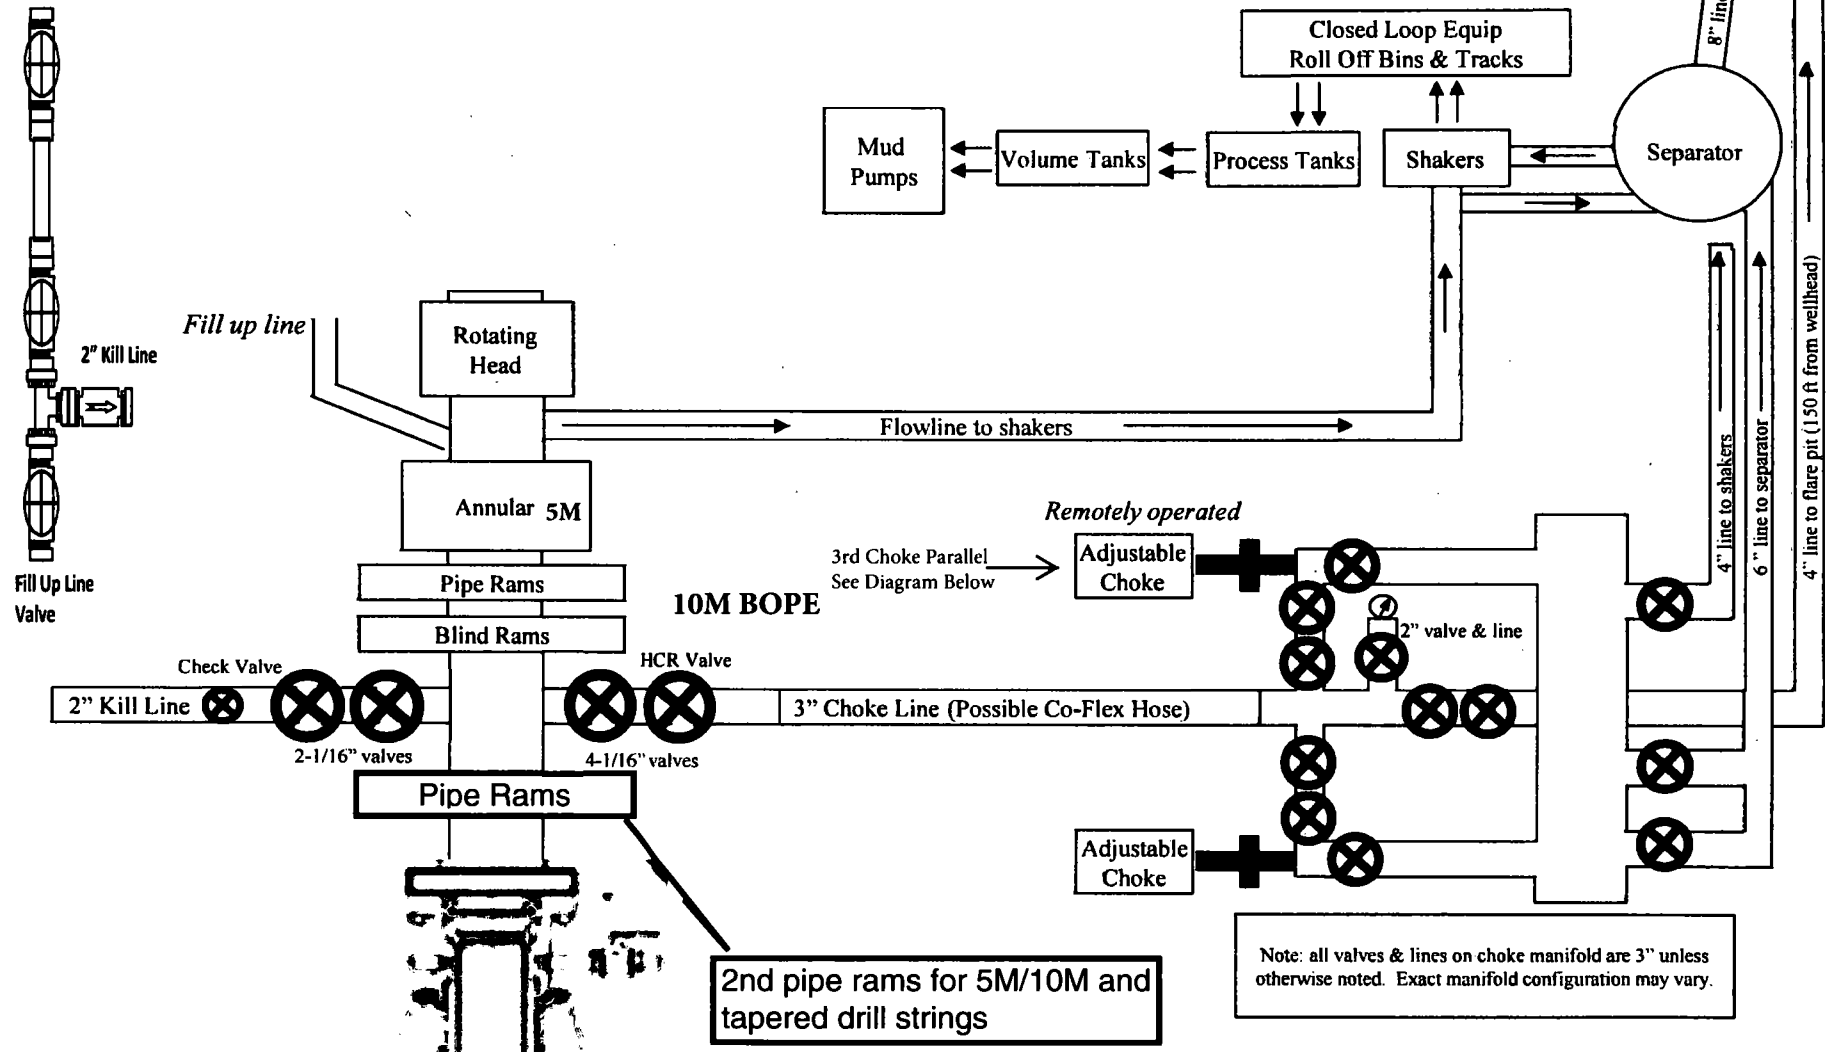 Closed Loop Equip
Roll Off Bins & Tracks
8" line
Mud
Pumps
Volume Tanks
Process Tanks
Shakers
Separator
Fill up line
Rotating
Head
2" Kill Line
Flowline to shakers
4" line to shakers
6 " line to separator
4" line to flare pit (150 ft from wellhead)
Annular 5M
Remotely operated
3rd Choke Parallel
See Diagram Below
Adjustable
Choke
Fill Up Line
Valve
Pipe Rams
10M BOPE
Blind Rams
2" valve & line
Check Valve
HCR Valve
2" Kill Line
3" Choke Line (Possible Co-Flex Hose)
2-1/16" valves
4-1/16" valves
Pipe Rams
Adjustable
Choke
2nd pipe rams for 5M/10M and
tapered drill strings
Note: all valves & lines on choke manifold are 3" unless
otherwise noted. Exact manifold configuration may vary.